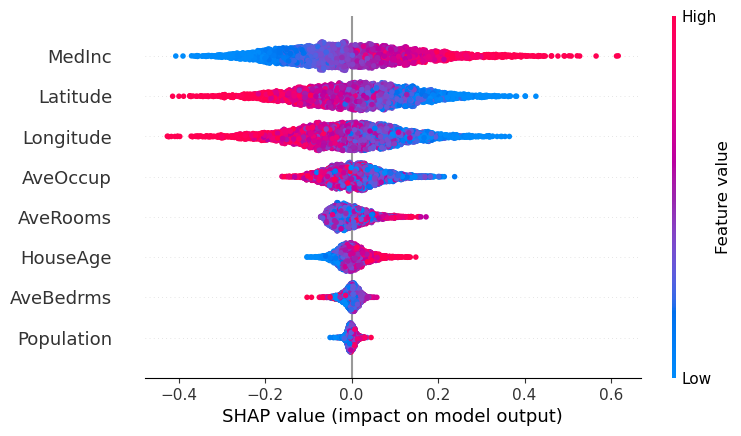 High
MedInc
Latitude
Longitude
AveOccup
AveRooms
HouseAge
AveBedrms
Population
Feature value
Low
−0.4 −0.2 0.0 0.2 0.4 0.6
SHAP value (impact on model output)